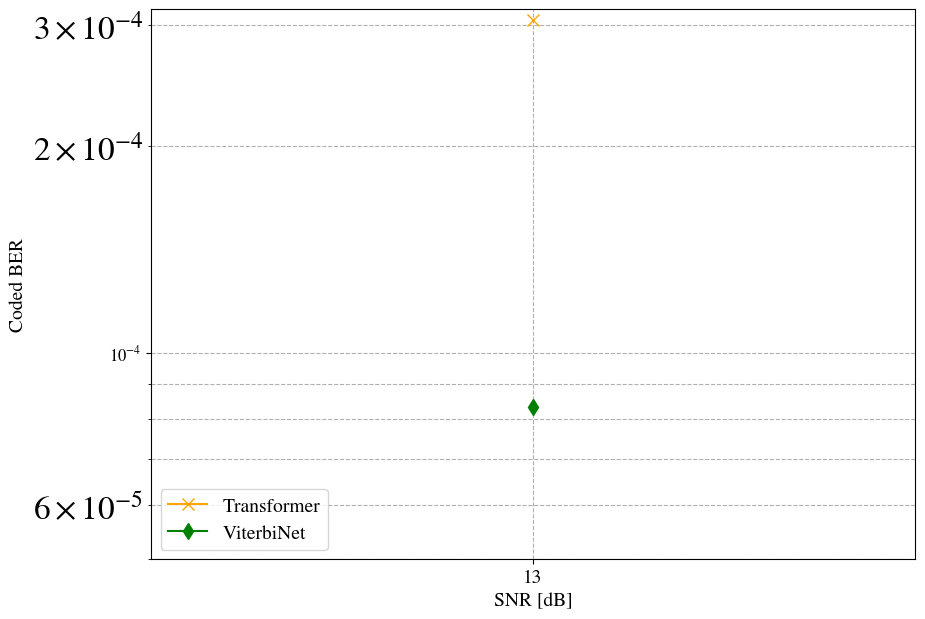 3×10⁻⁴
2×10⁻⁴
Coded BER
10⁻⁴
6×10⁻⁵
Transformer
ViterbiNet
13
SNR [dB]